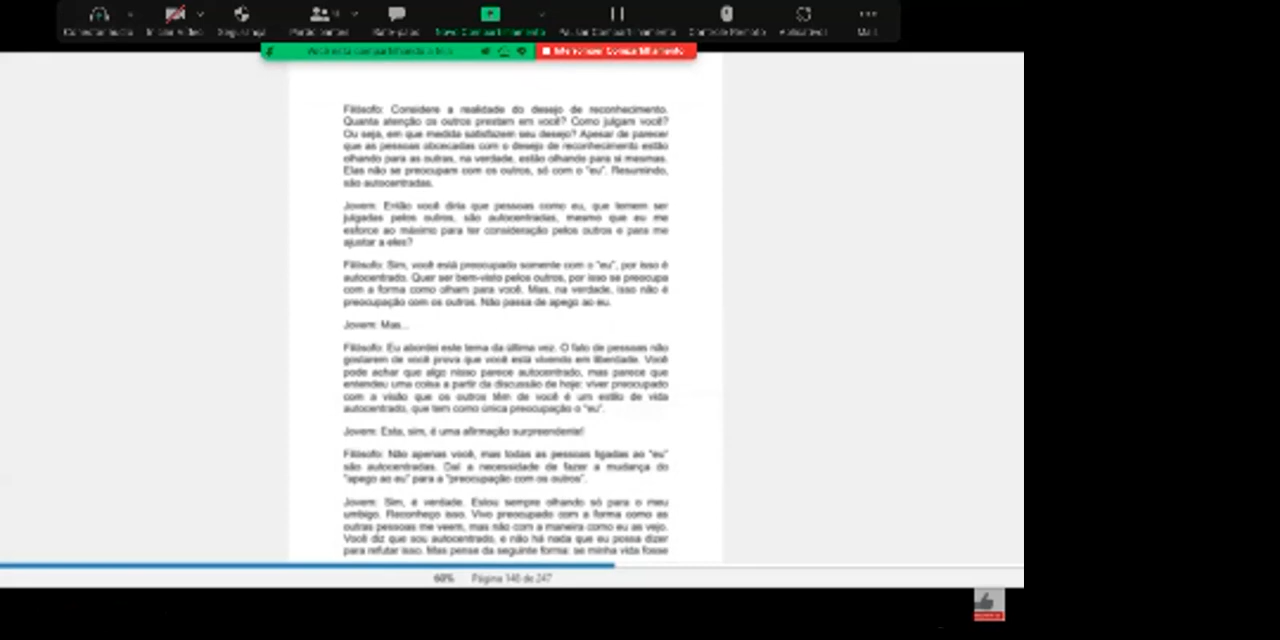 Segurança
Participantes
Bate-papo
Novo Compartilhamento
Pausar Compartilhamento
Controle Remoto
Aplicativos
Mais
Interromper Compartilhamento
Filósofo: Considere a realidade do desejo de reconhecimento.
Quanta atenção os outros prestam em você? Como julgam você?
Ou seja, em que medida satisfazem seu desejo? Apesar de parecer
que as pessoas obcecadas com o desejo de reconhecimento estão
olhando para as outras, na verdade, estão olhando para si mesmas.
Elas não se preocupam com os outros, só com o "eu". Resumindo,
são autocentradas.
Jovem: Então você diria que pessoas como eu, que temem ser
julgadas pelos outros, são autocentradas, mesmo que eu me
esforce ao máximo para ter consideração pelos outros e para me
ajustar a eles?
Filósofo: Sim, você está preocupado somente com o "eu", por isso é
autocentrado. Quer ser bem-visto pelos outros, por isso se preocupa
com a forma como olham para você. Mas, na verdade, isso não é
preocupação com os outros. Não passa de apego ao eu.
Jovem: Mas...
Filósofo: Eu abordei este tema da última vez. O fato de pessoas não
gostarem de você prova que você está vivendo em liberdade. Você
pode achar que algo nisso parece autocentrado, mas parece que
entendeu uma coisa a partir da discussão de hoje: viver preocupado
com a visão que os outros têm de você é um estilo de vida
autocentrado, que tem como única preocupação o "eu".
Jovem: Esta, sim, é uma afirmação surpreendente!
Filósofo: Não apenas você, mas todas as pessoas ligadas ao "eu"
são autocentradas. Daí a necessidade de fazer a mudança do
"apego ao eu" para a "preocupação com os outros".
Jovem: Sim, é verdade. Estou sempre olhando só para o meu
umbigo. Reconheço isso. Vivo preocupado com a forma como as
outras pessoas me veem, mas não com a maneira como eu as vejo.
Você diz que sou autocentrado, e não há nada que eu possa dizer
para refutar isso. Mas pense da seguinte forma: se minha vida fosse
60% Página 148 de 247